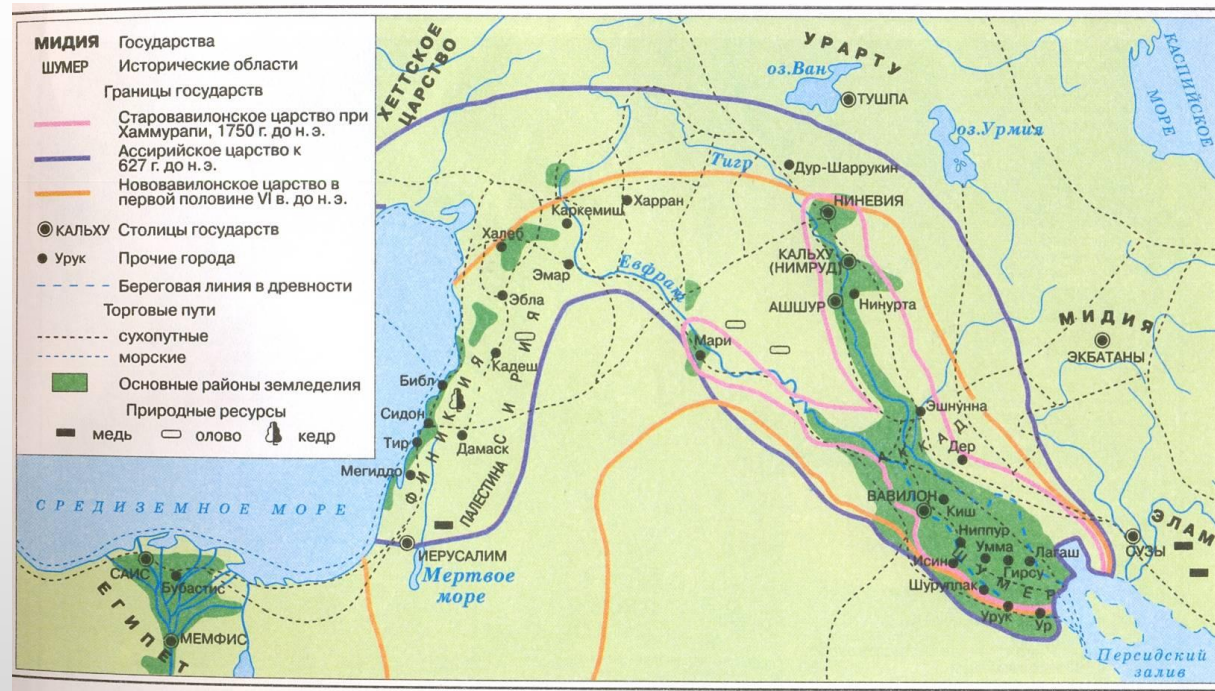 МИДИЯ Государства
ШУМЕР Исторические области
Границы государств
Старовавилонское царство при
Хаммурапи, 1750 г. до н. э.
Ассирийское царство к
627 г. до н. э.
Нововавилонское царство в
первой половине VI в. до н. э.
КАЛЬХУ Столицы государств
Урук Прочие города
Береговая линия в древности
Торговые пути
сухопутные
морские
Основные районы земледелия
Природные ресурсы
медь олово кедр
ХЕТТСКОЕ
ЦАРСТВО
УРАРТУ
оз.Ван
ТУШПА
КАСПИЙСКОЕ
МОРЕ
оз.Урмия
Тигр
Дур-Шаррукин
Харран
НИНЕВИЯ
Каркемиш
Халеб
КАЛЬХУ
(НИМРУД)
Эмар
Евфрат
Эбла
АШШУР
Нинурта
МИДИЯ
ЭКБАТАНЫ
Мари
Кадеш
Библ
СИРИЯ
ФИНИКИЯ
Эшнунна
Сидон
АККАД
Тир
Дамаск
Дер
Мегиддо
ПАЛЕСТИНА
ВАВИЛОН
Киш
СРЕДИЗЕМНОЕ МОРЕ
ЭЛАМ
Ниппур
СУЗЫ
ИЕРУСАЛИМ
Умма
Лагаш
Исин
Гирсу
ШУМЕР
САИС
Бубастис
Мертвое
море
Шуруппак
Урук
Ур
ЕГИПЕТ
МЕМФИС
Персидский
залив